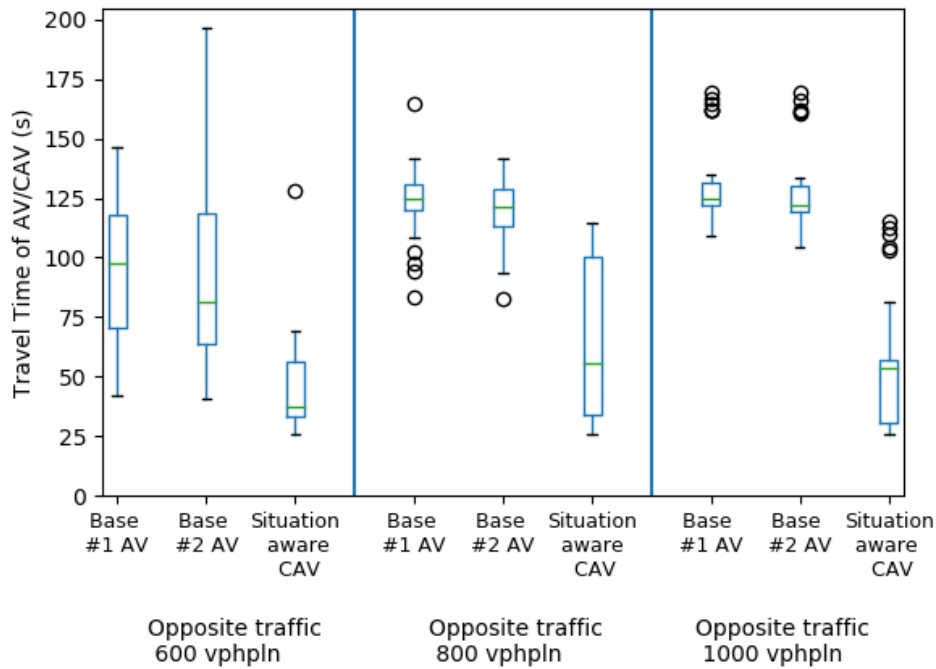 200
175
150
125
100
75
50
25
0
Travel Time of AV/CAV (s)
Base
#1 AV
Base
#2 AV
Situation
aware
CAV
Base
#1 AV
Base
#2 AV
Situation
aware
CAV
Base
#1 AV
Base
#2 AV
Situation
aware
CAV
Opposite traffic
600 vphpln
Opposite traffic
800 vphpln
Opposite traffic
1000 vphpln